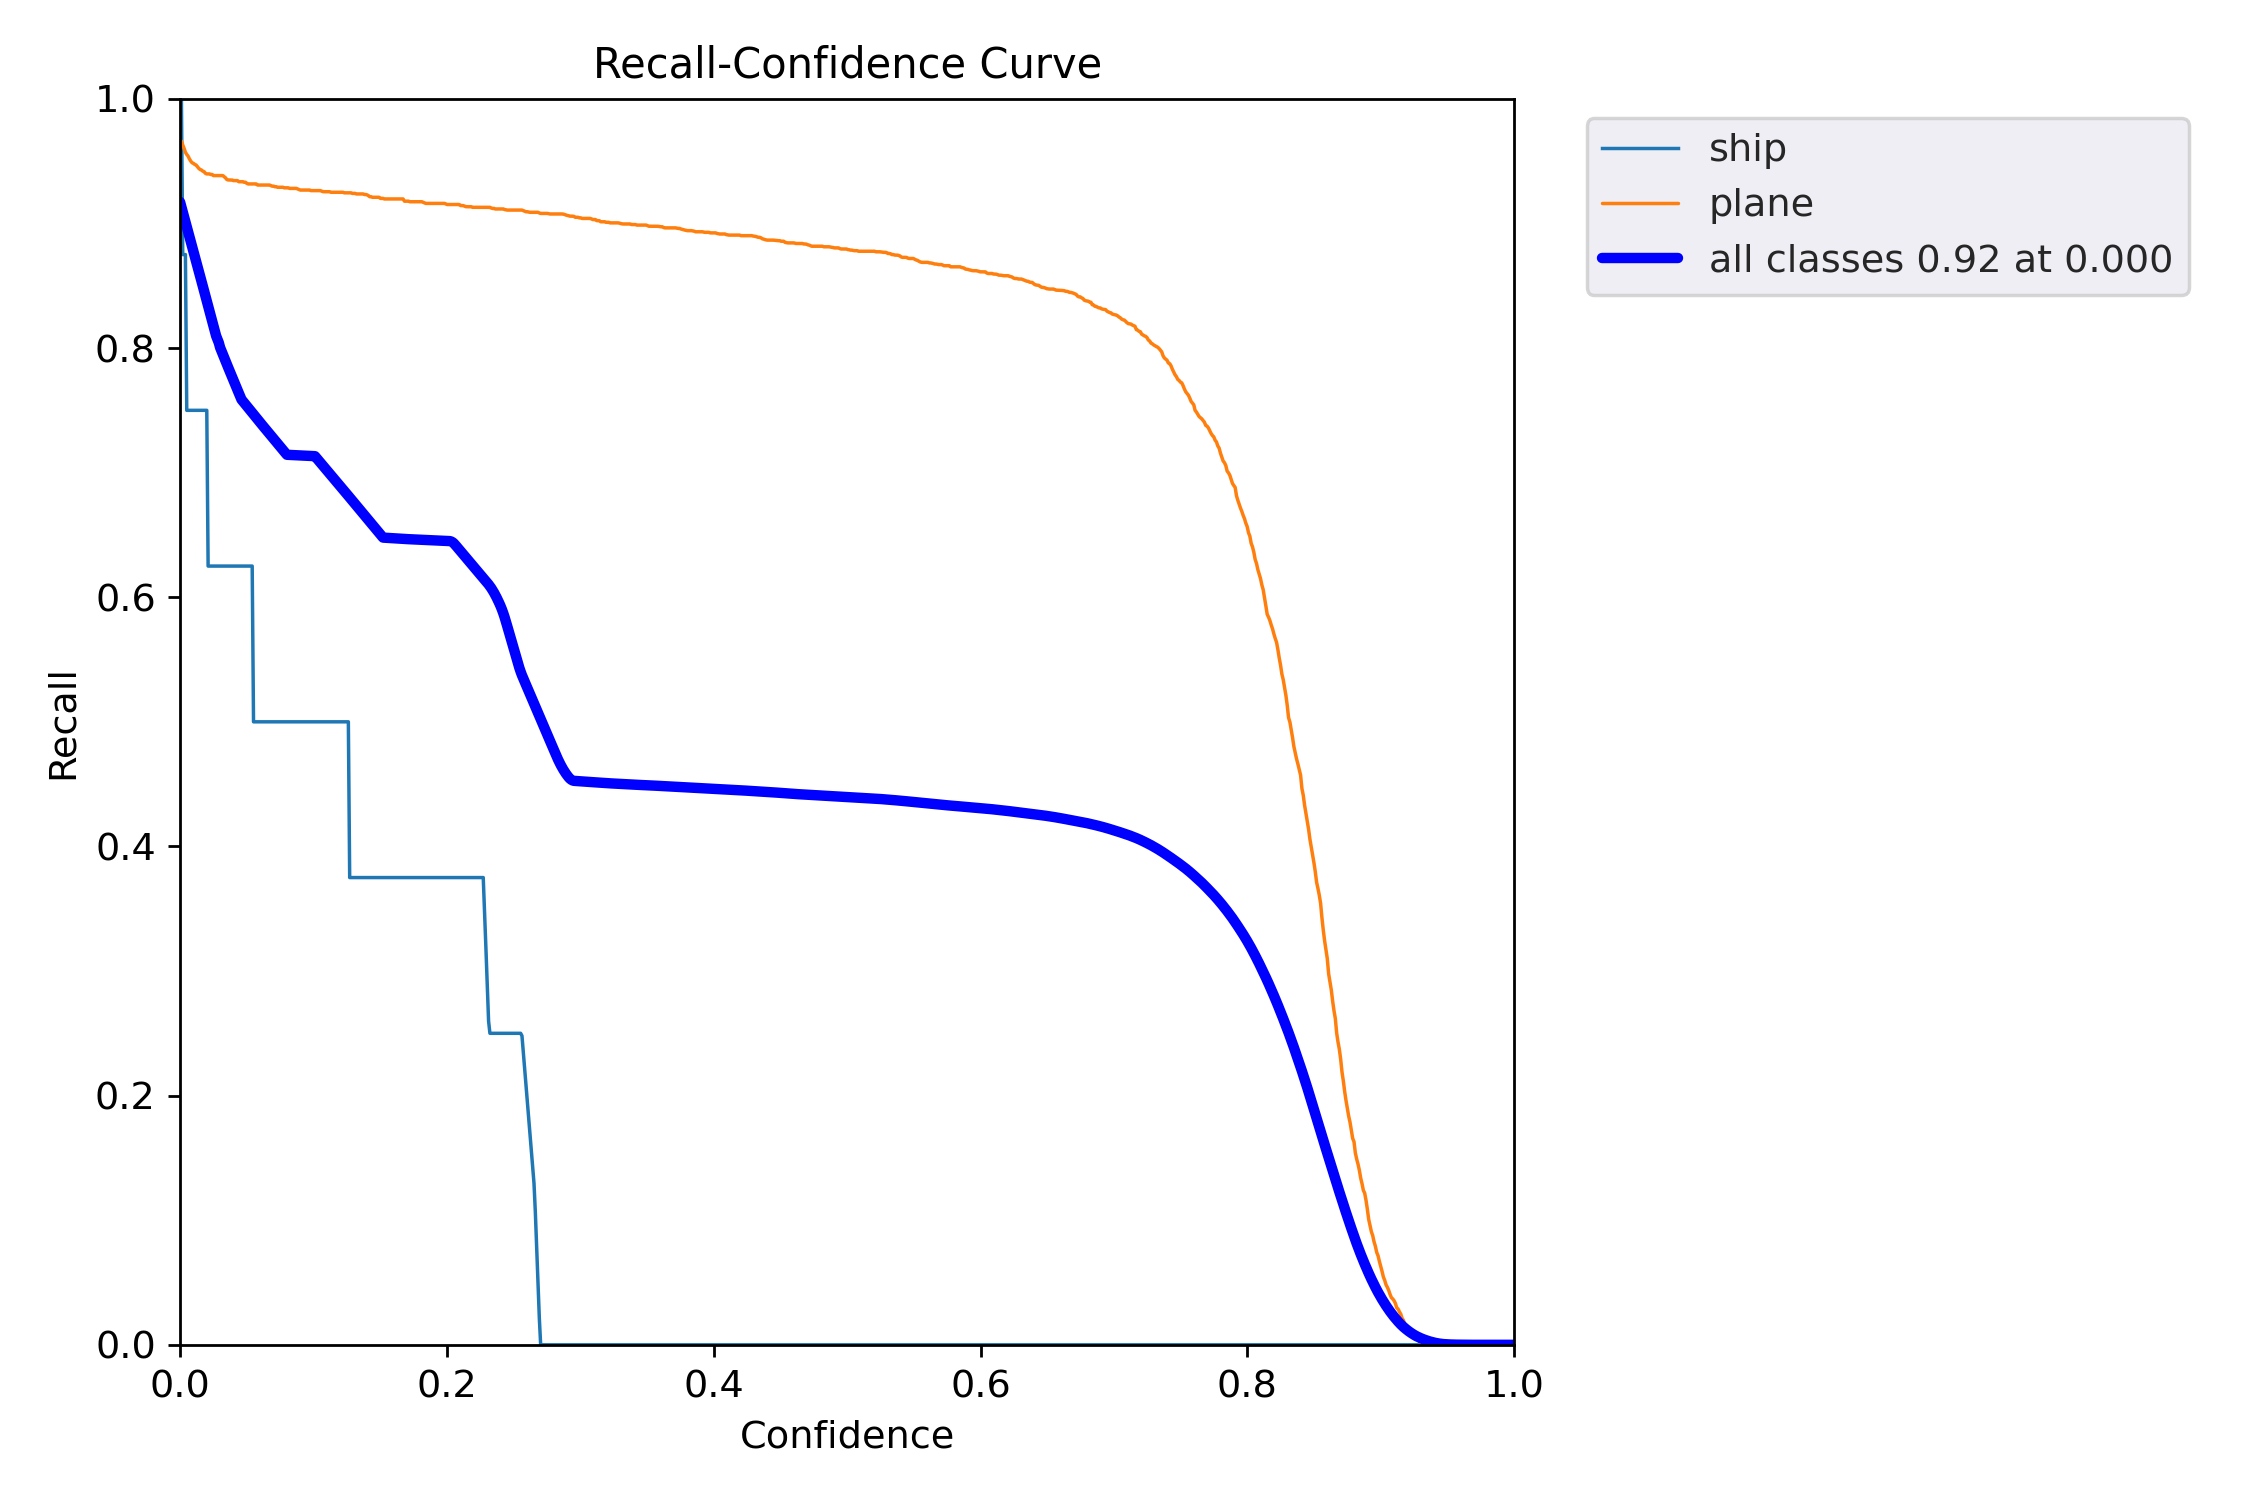 Recall-Confidence Curve
1.0
0.8
0.6
0.4
0.2
0.0
Recall
0.0 0.2 0.4 0.6 0.8 1.0
Confidence
ship
plane
all classes 0.92 at 0.000